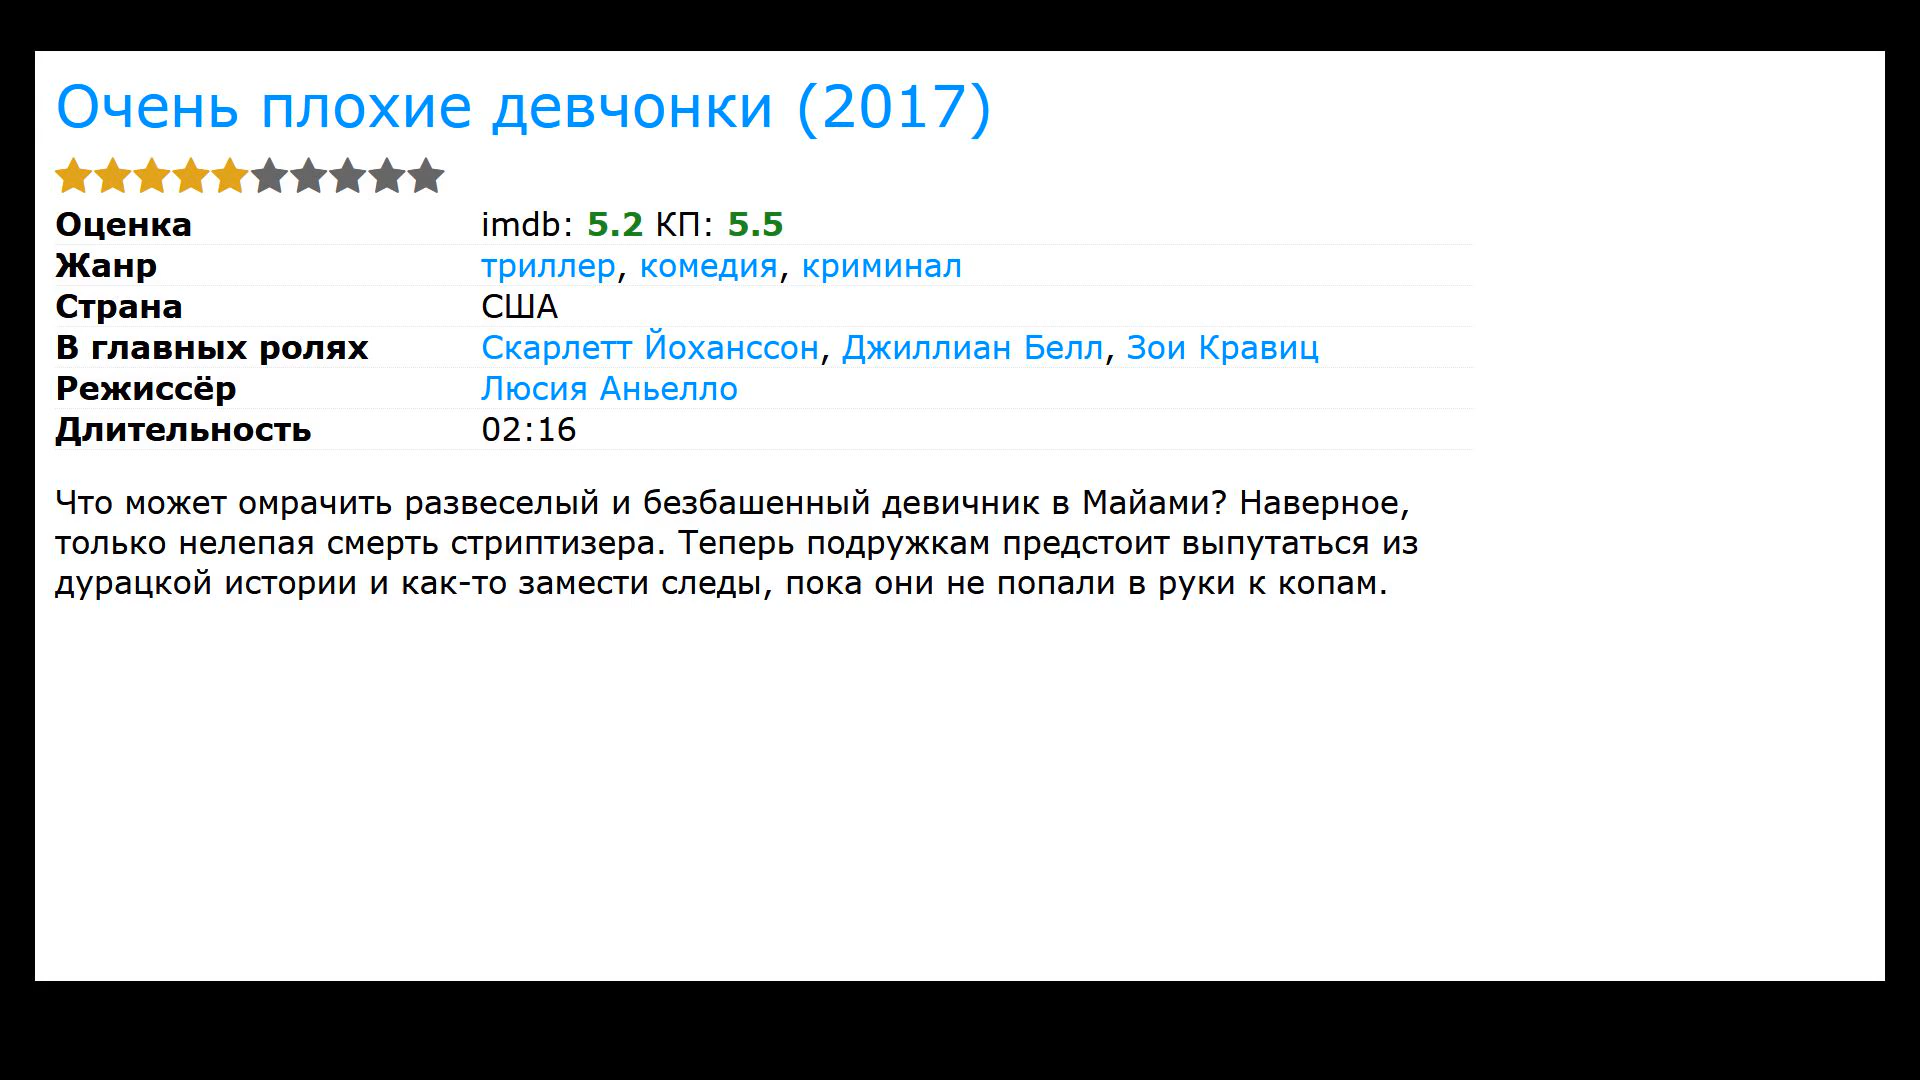 Очень плохие девчонки (2017)
Оценка imdb: 5.2 КП: 5.5
Жанр триллер, комедия, криминал
Страна США
В главных ролях Скарлетт Йоханссон, Джиллиан Белл, Зои Кравиц
Режиссёр Люсия Аньелло
Длительность 02:16
Что может омрачить развеселый и безбашенный девичник в Майами? Наверное,
только нелепая смерть стриптизера. Теперь подружкам предстоит выпутаться из
дурацкой истории и как-то замести следы, пока они не попали в руки к копам.